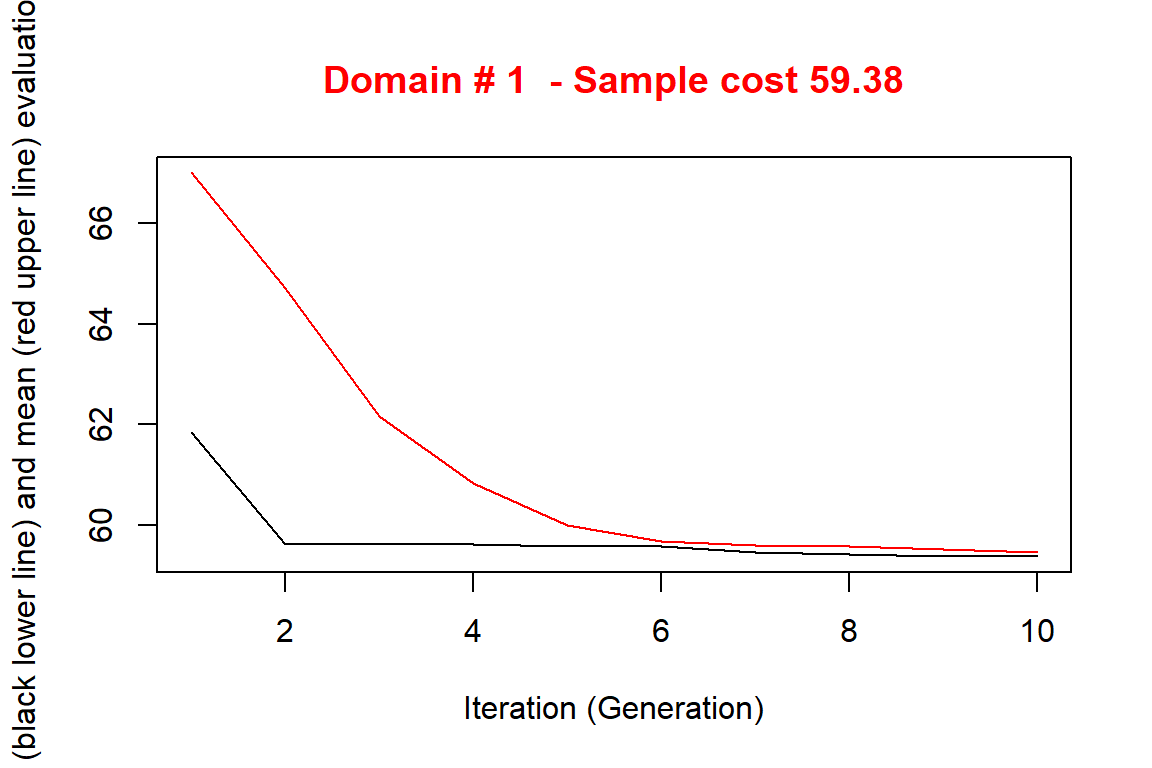 Domain # 1  - Sample cost 59.38
(black lower line) and mean (red upper line) evaluatio
66
64
62
60
2 4 6 8 10
Iteration (Generation)